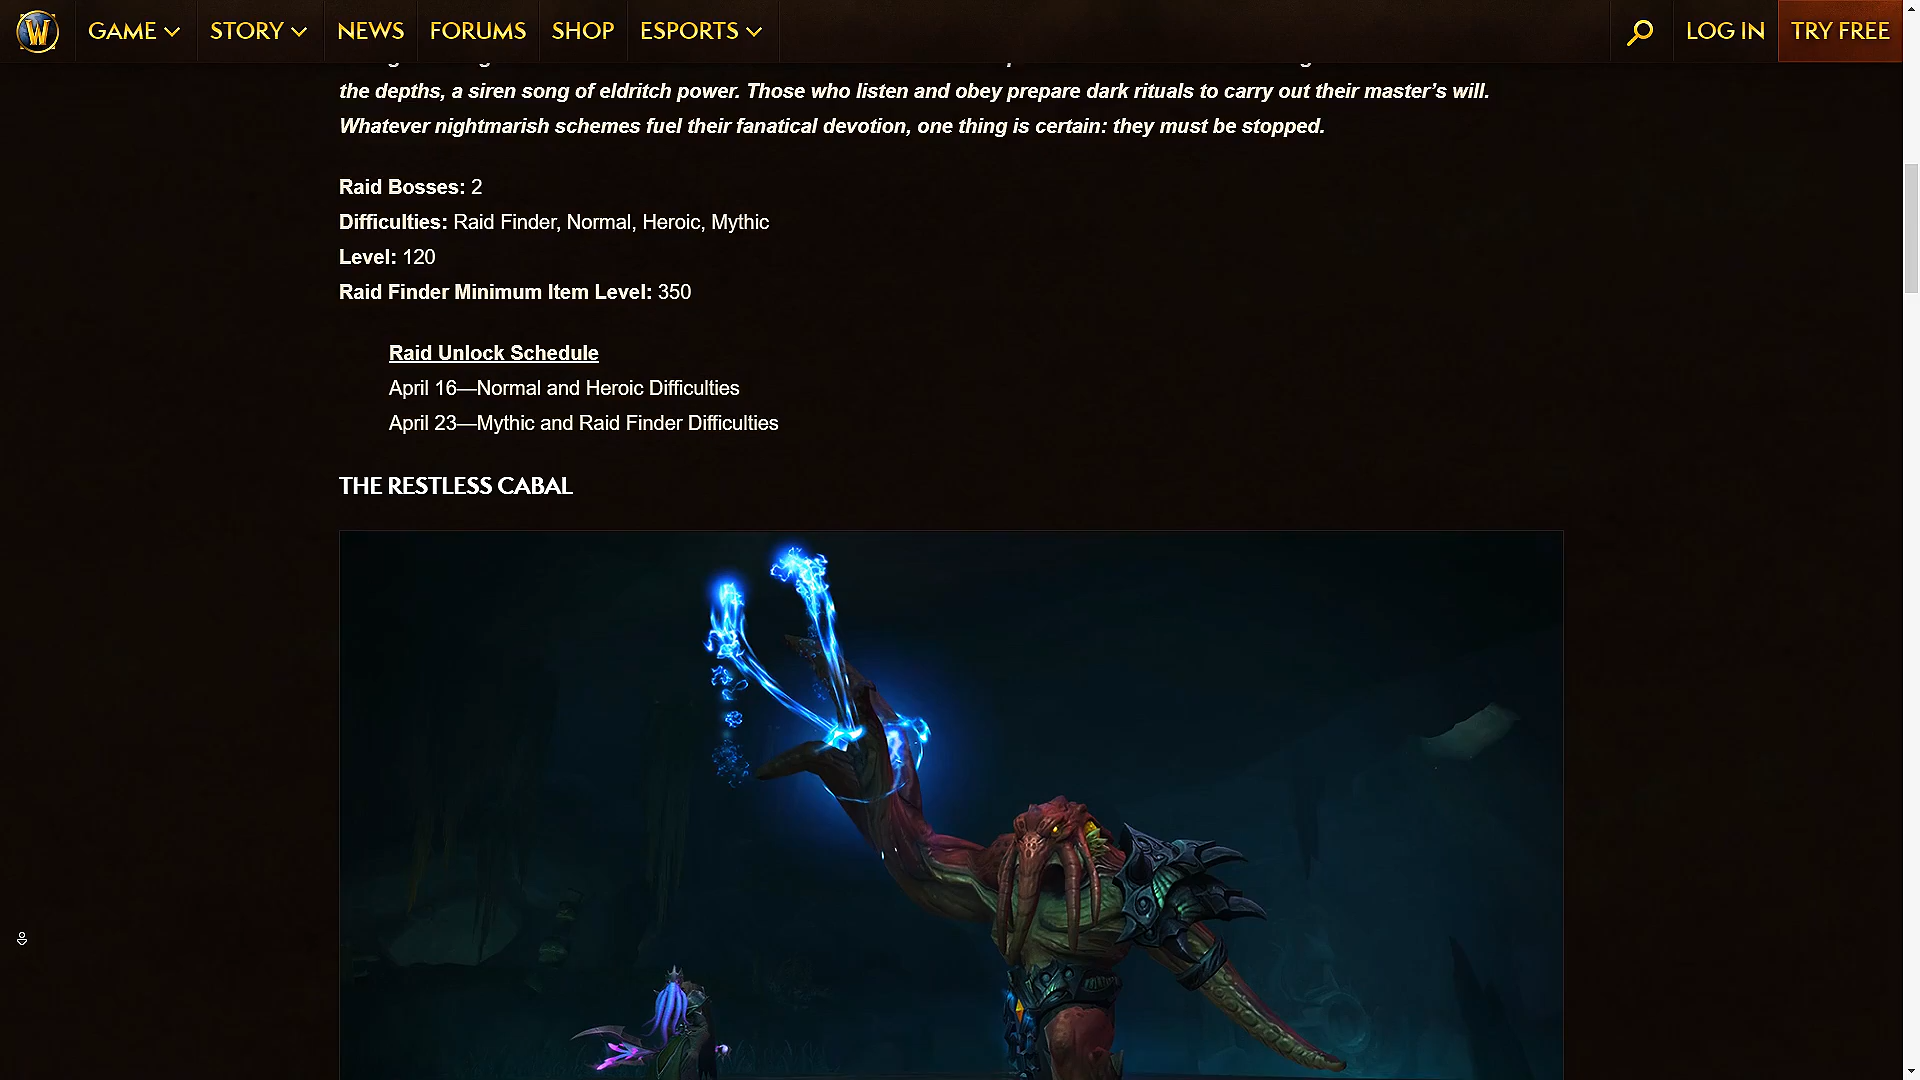 GAME STORY NEWS FORUMS SHOP ESPORTS LOG IN TRY FREE
the depths, a siren song of eldritch power. Those who listen and obey prepare dark rituals to carry out their master’s will.
Whatever nightmarish schemes fuel their fanatical devotion, one thing is certain: they must be stopped.
Raid Bosses: 2
Difficulties: Raid Finder, Normal, Heroic, Mythic
Level: 120
Raid Finder Minimum Item Level: 350
Raid Unlock Schedule
April 16—Normal and Heroic Difficulties
April 23—Mythic and Raid Finder Difficulties
THE RESTLESS CABAL